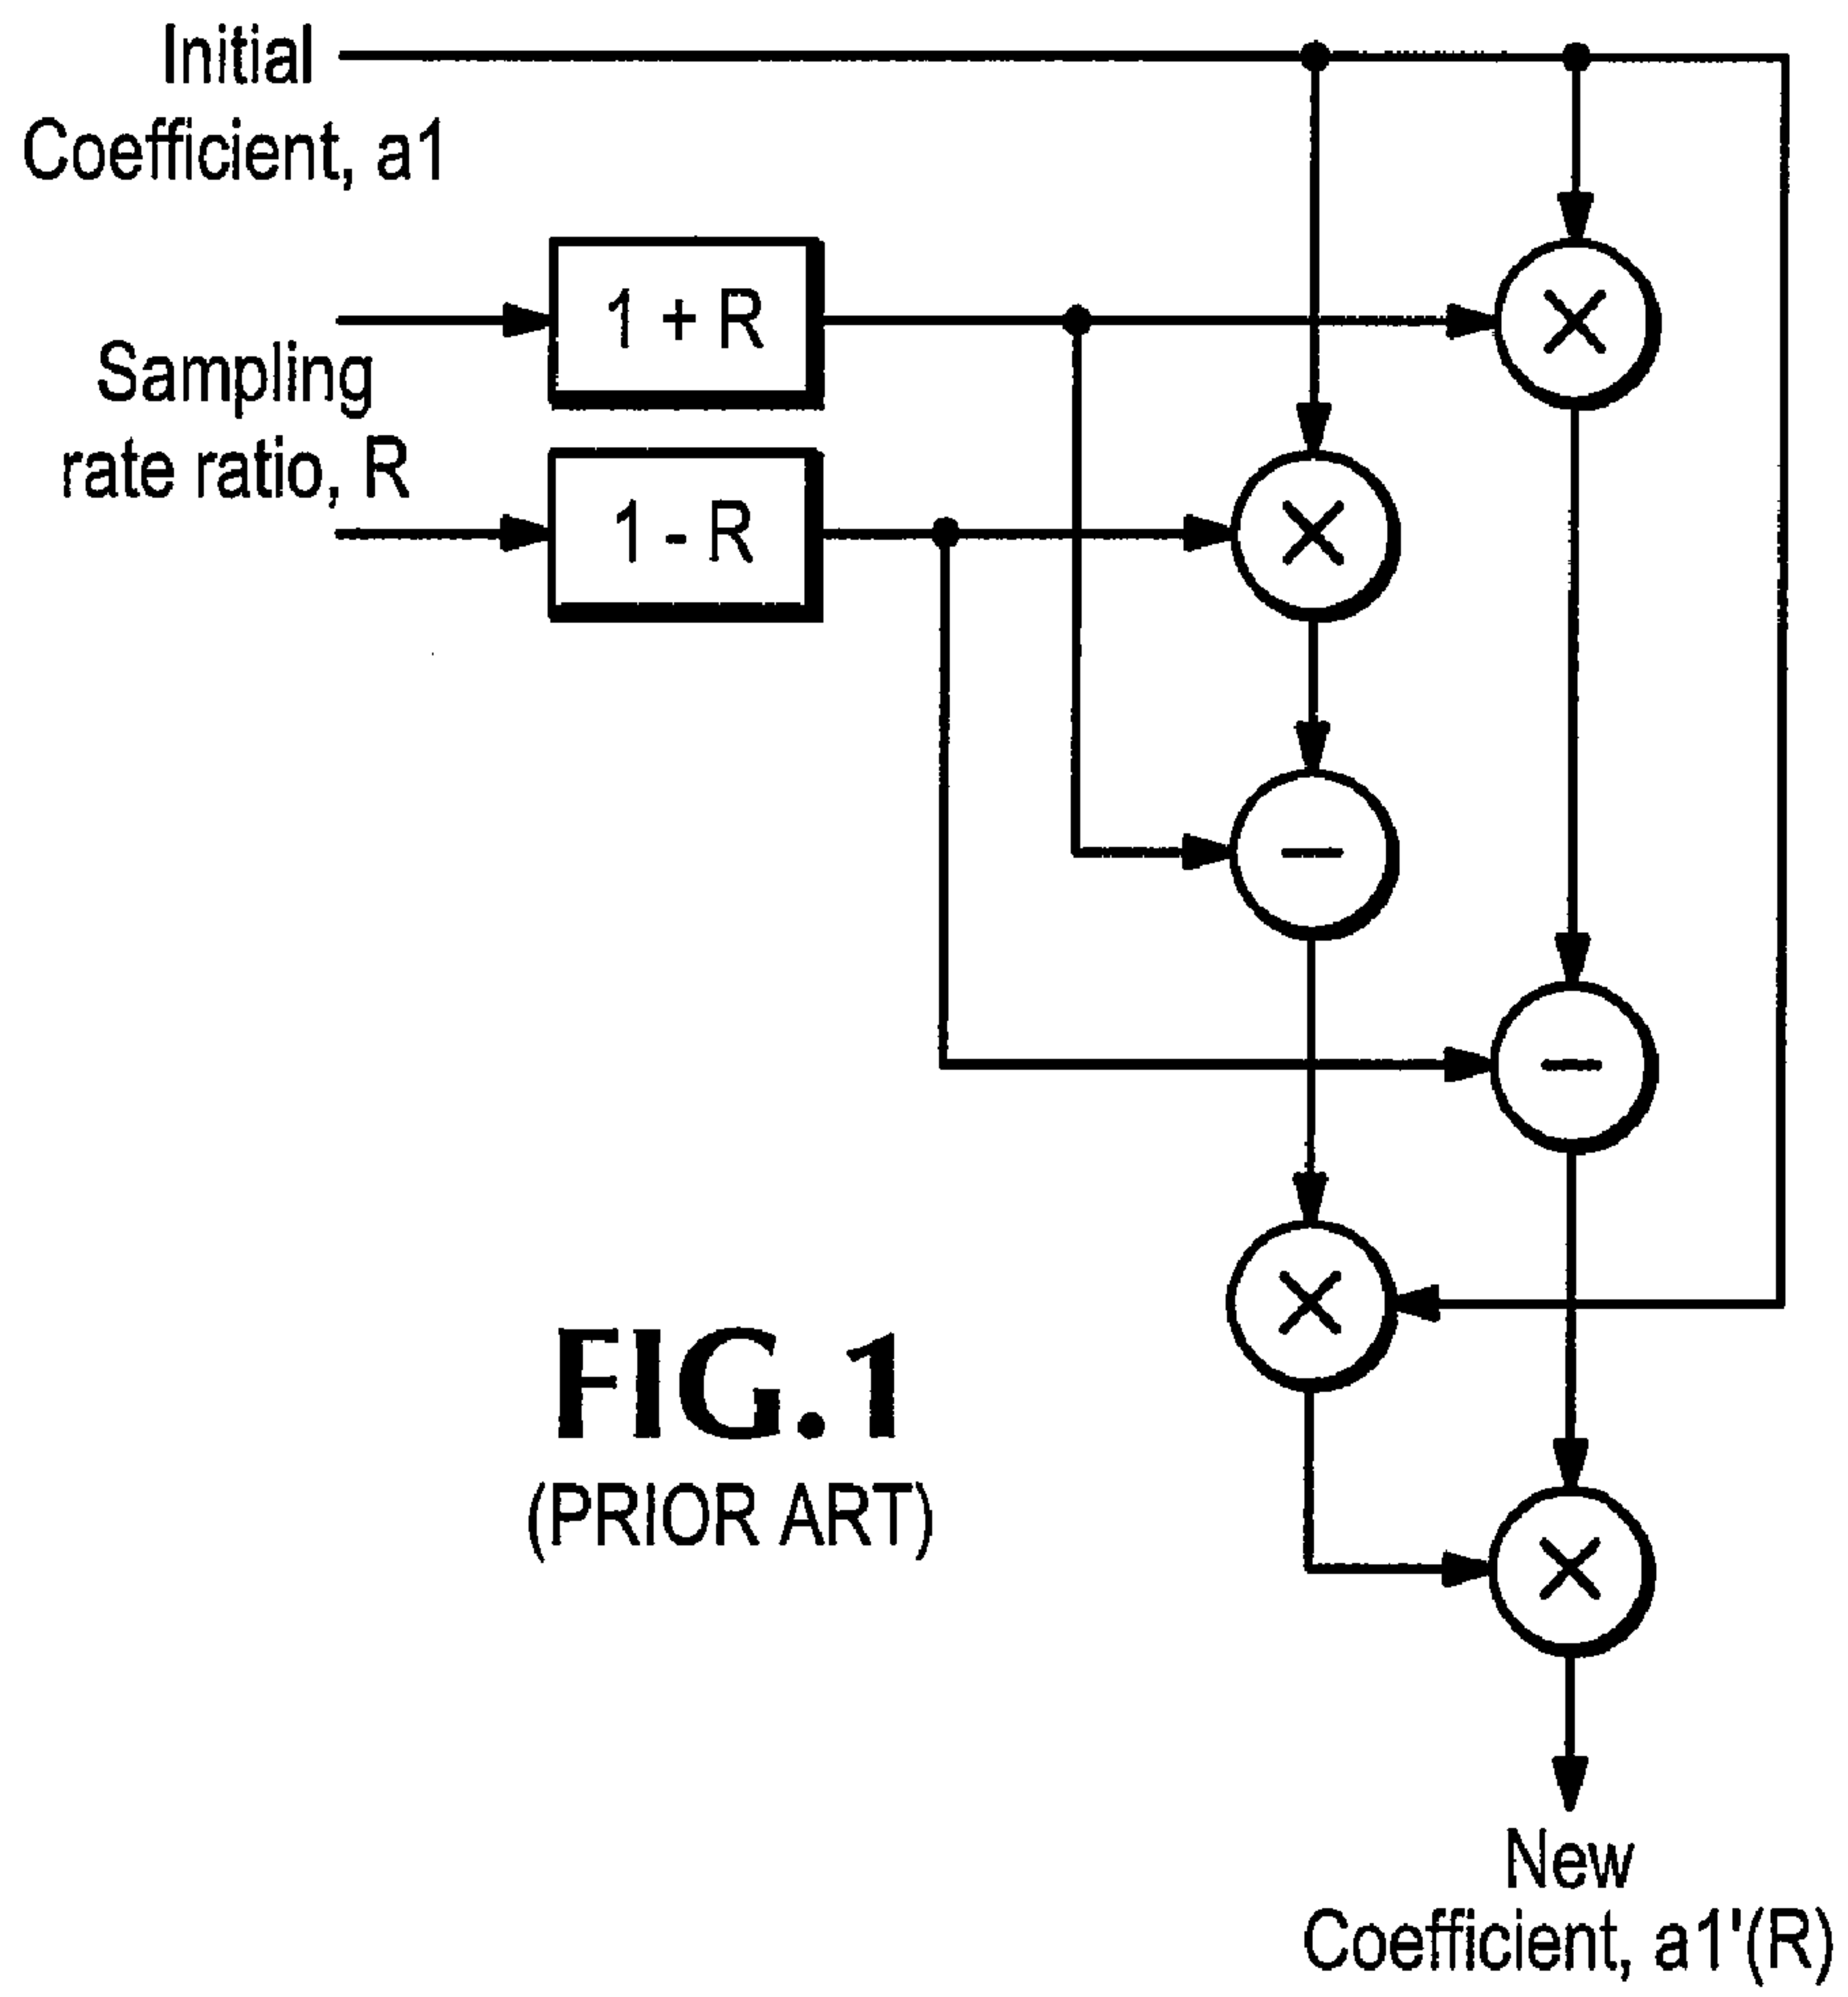 Initial
Coefficient, a1
1 + R
Sampling
rate ratio, R
1 - R
FIG.1
(PRIOR ART)
New
Coefficient, a1'(R)